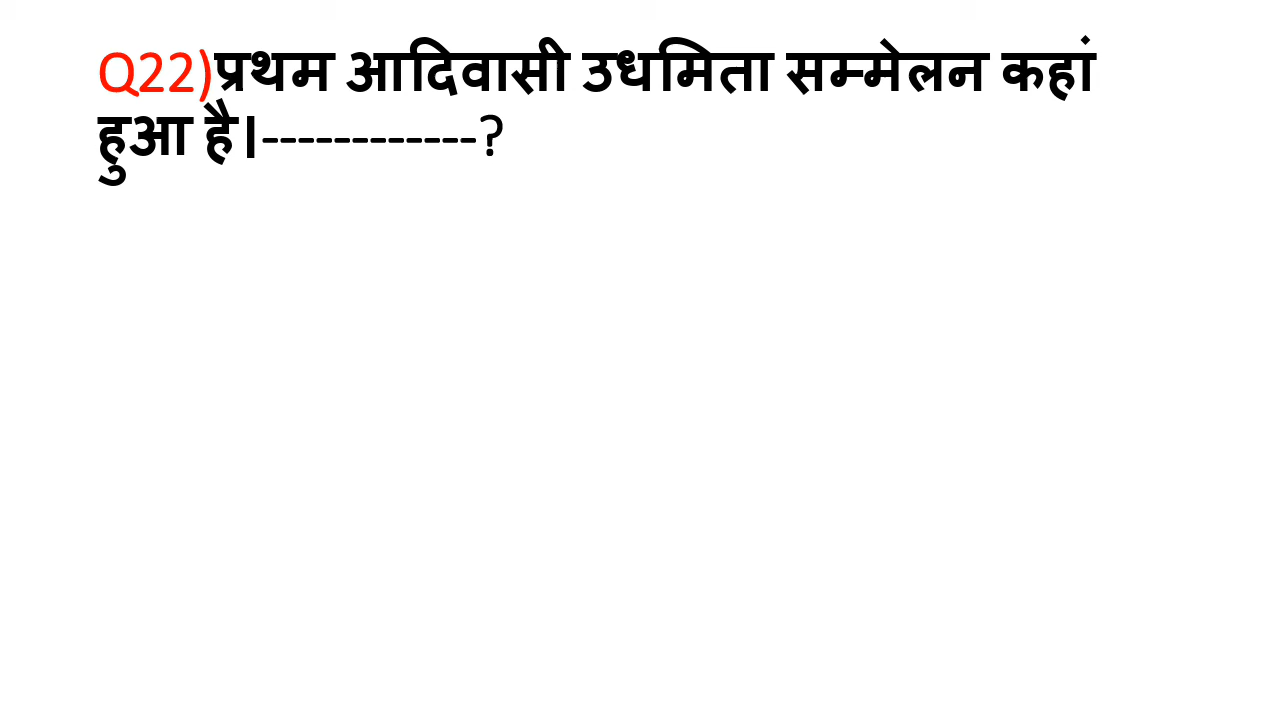 Q22)प्रथम आदिवासी उधमिता सम्मेलन कहां
हुआ है।------------?